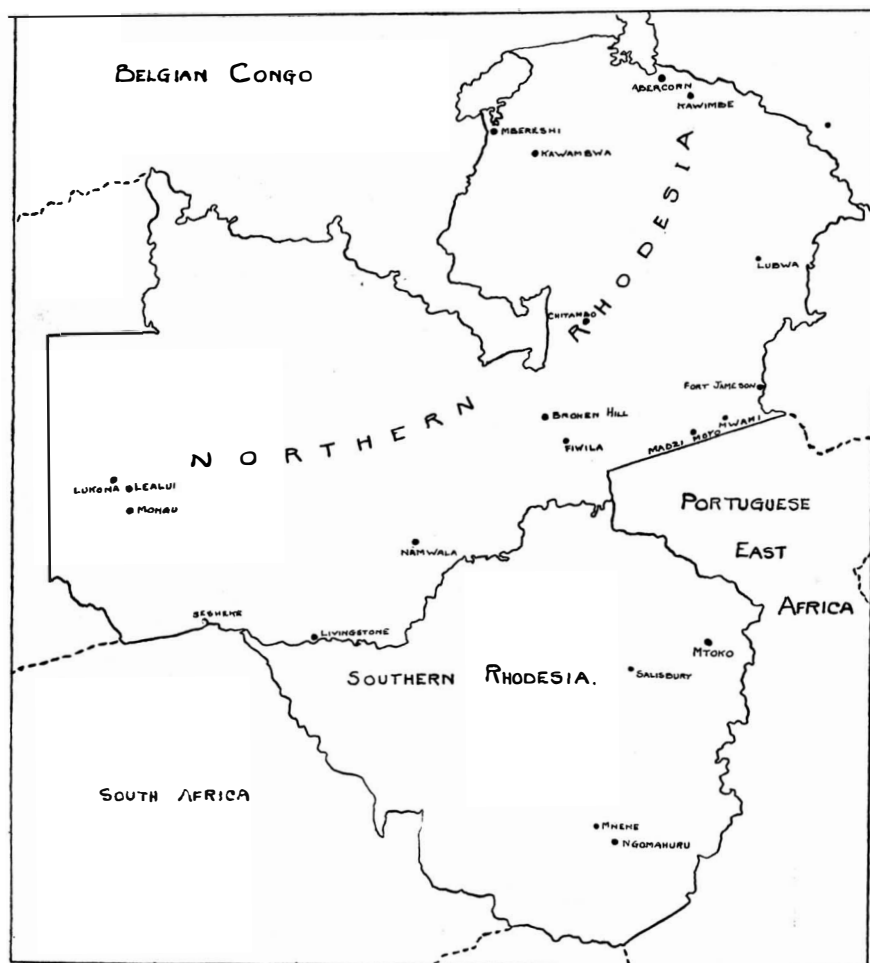 BELGIAN CONGO
ABERCORN
KAWIMBE
MBERESHI
KAWAMBWA
NORTHERN RHODESIA
LUBWA
CHITAMBO
FORT JAMESON
BROKEN HILL
MWAMI
MADZI MOYO
FIWILA
LUKONA
LEALUI
MONGU
PORTUGUESE
EAST
AFRICA
NAMWALA
SESHEKE
LIVINGSTONE
MTOKO
SOUTHERN RHODESIA.
SALISBURY
SOUTH AFRICA
MNENE
NGOMAHURU